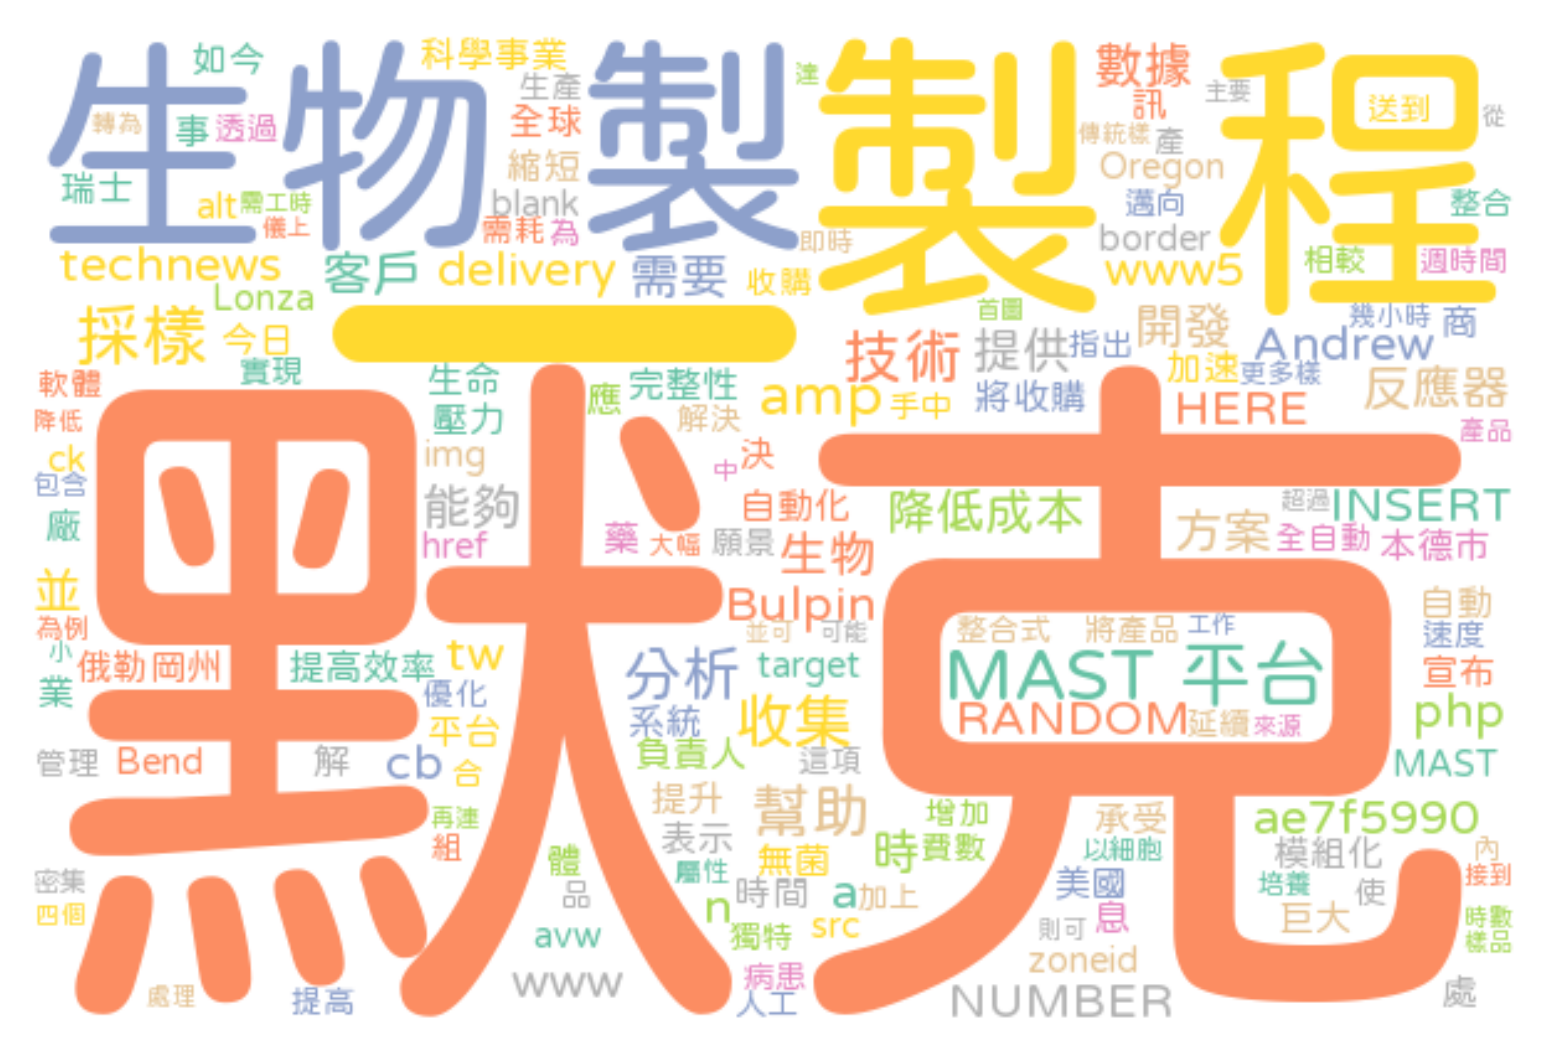 生物製
製程
默克
一
如今
科學事業
生產
達
數據
訊
主要
送到
從
轉為
事
透過
全球
傳統樣
產
縮短
Oregon
瑞士
alt
需工時
儀上
blank
需耗
為
即時
邁向
border
整合
相較
週時間
technews
客戶
delivery
需要
收購
www5
Lonza
採樣
今日
首圖
技術
提供
指出
開發
幾小時
商
Andrew
實現
軟體
生命
應
完整性
amp
手中
將收購
加速
更多樣
反應器
降低
壓力
解決
HERE
產品
ck
包含
img
中
決
能夠
自動化
降低成本
超過
INSERT
廠
href
藥
大幅
願景
生物
方案
全自動
本德市
並
Bulpin
自動
為例
並可
可能
整合式
將產品
工作
速度
小
俄勒岡州
提高效率
tw
分析
target
MAST 平台
宣布
業
優化
系統
收集
RANDOM
延續
來源
php
平台
管理
Bend
解
cb
合
負責人
這項
MAST
提升
幫助
增加
承受
ae7f5990
再連
組
表示
無菌
時
費數
以細胞
模組化
內
接到
密集
體
屬性
時間
a
加上
美國
培養
使
四個
品
n
src
則可
息
巨大
時數
樣品
avw
獨特
www
病患
zoneid
處理
提高
人工
NUMBER
處